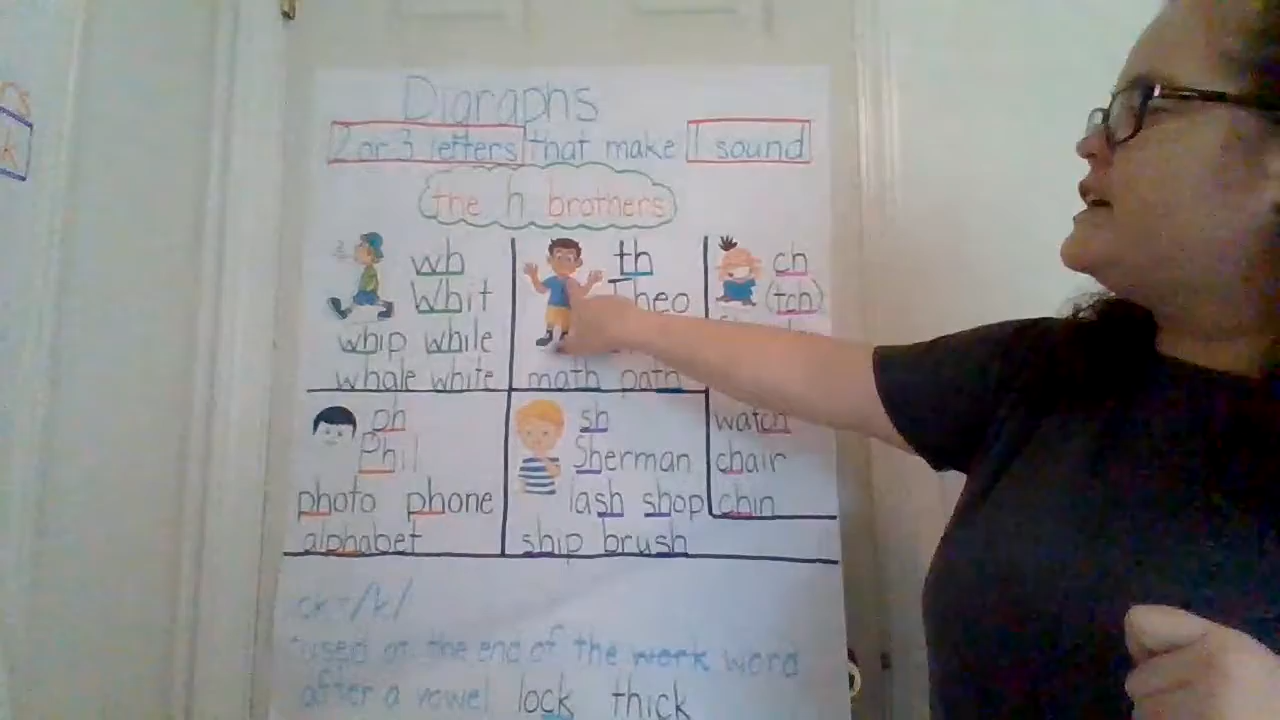 Digraphs
2 or 3 letters that make 1 sound
the h brothers
wh
Whit
whip while
whale white
th
Theo
math path
ch
(tch)
watch
chair
chin
ph
Phil
photo phone
alphabet
sh
Sherman
lash shop
ship brush
ck = /k/
*used at the end of the work word
after a vowel lock thick
k